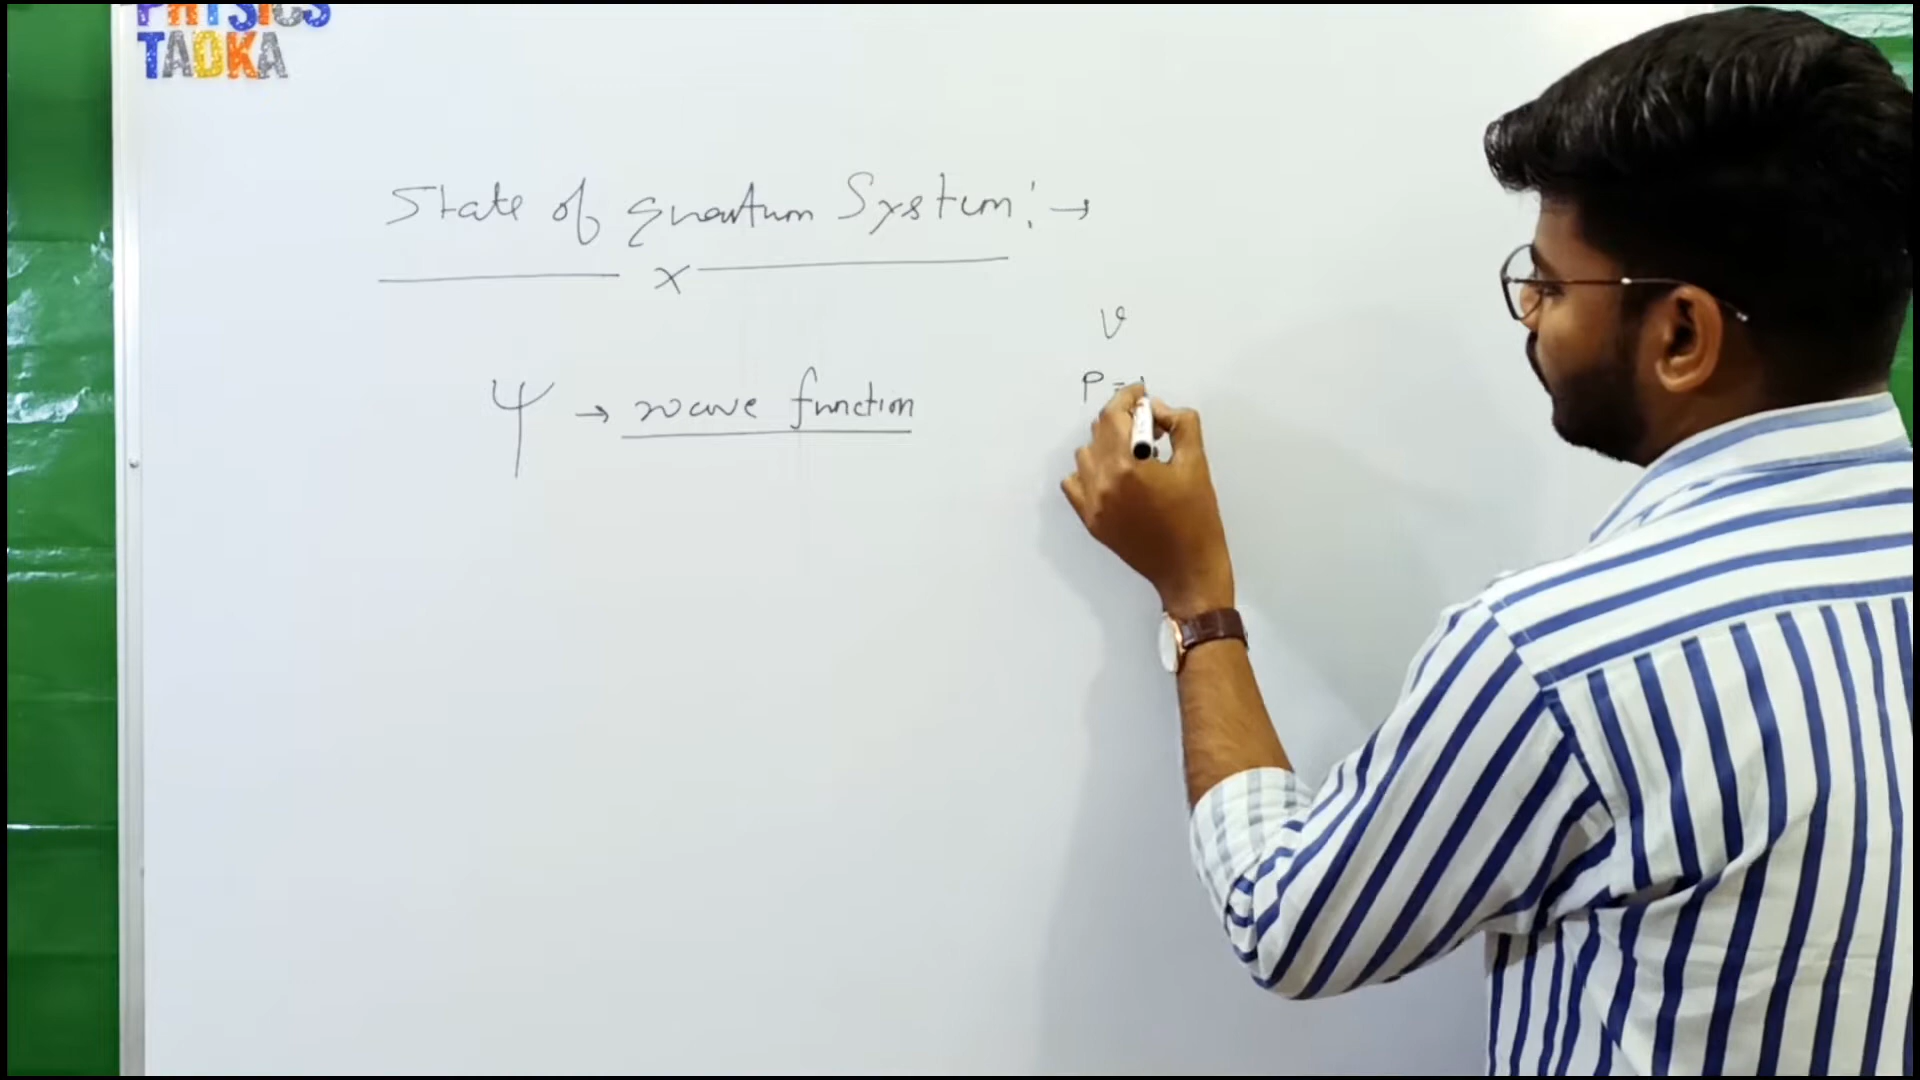 PHYSICS
TADKA
State of quantum System :→
x
ψ → wave function
v
P =